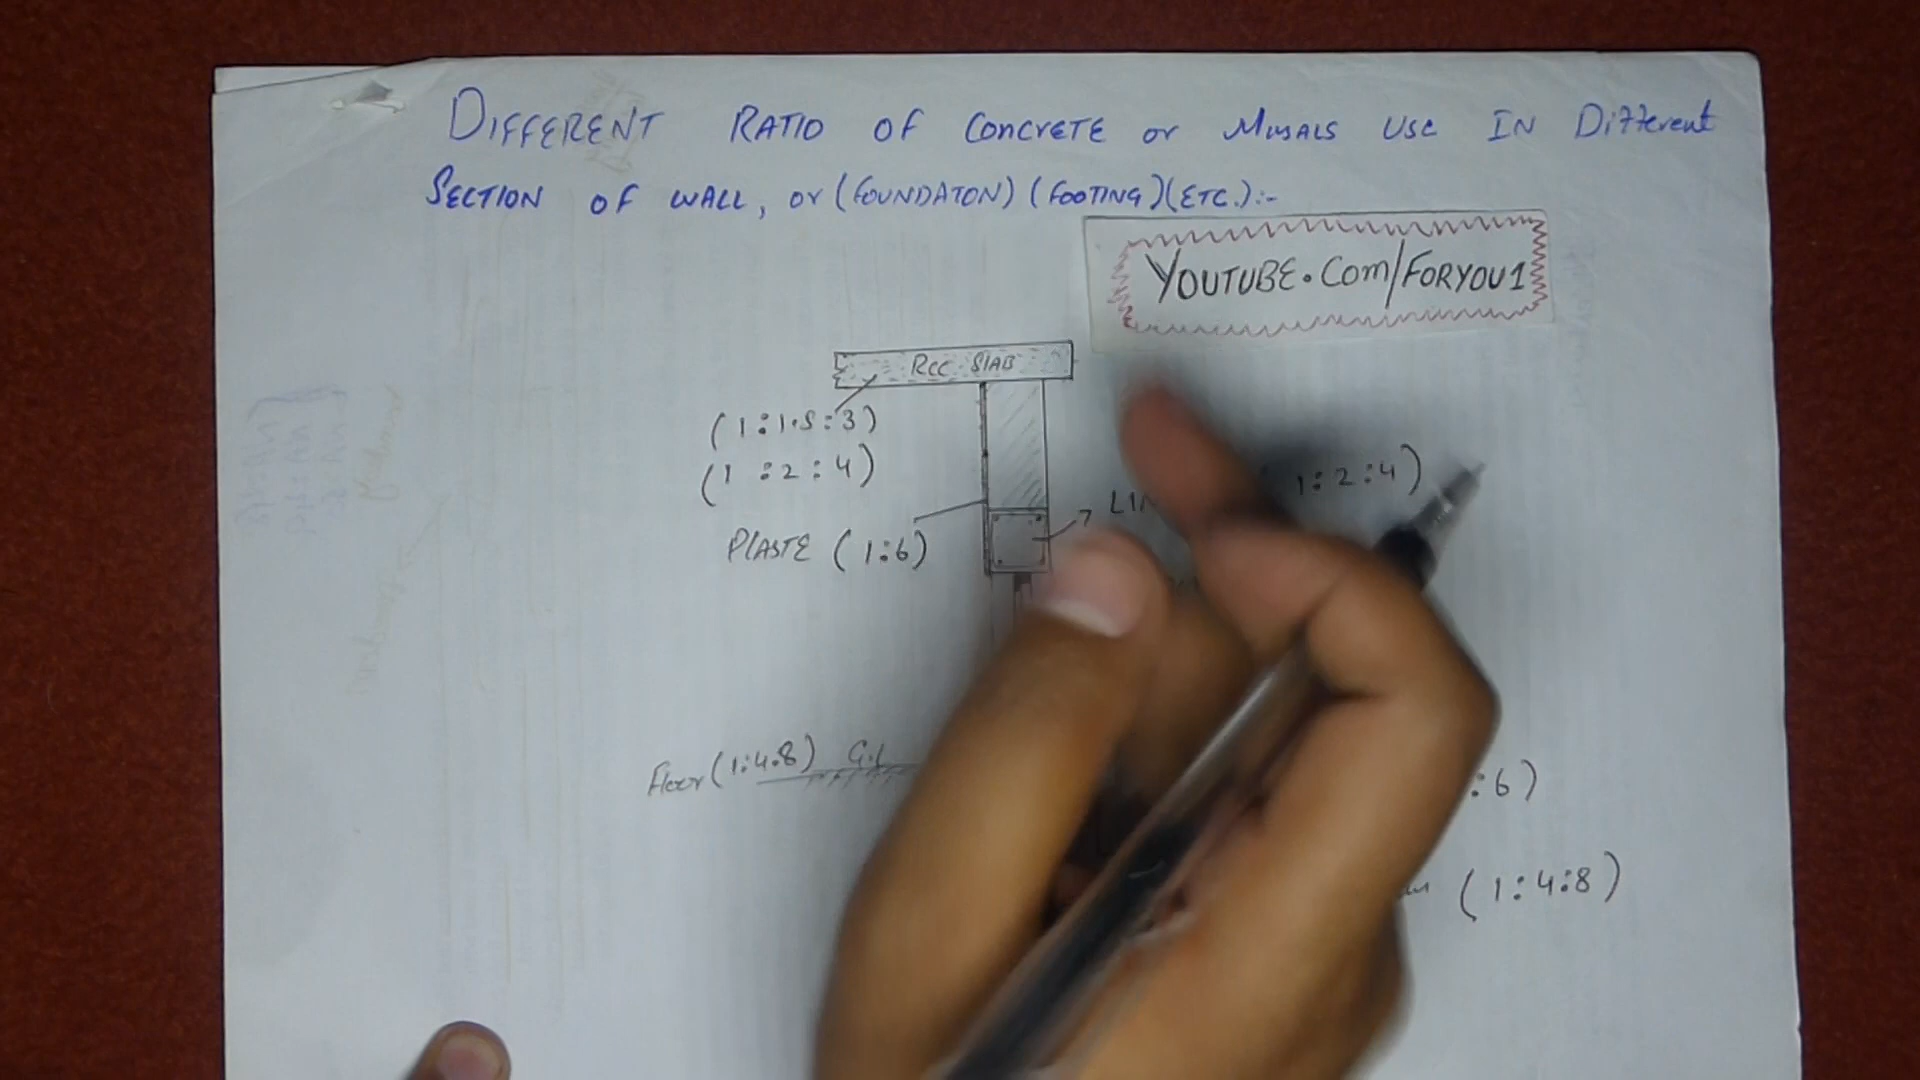 DIFFERENT RATIO OF CONCRETE or MUSALS USE IN Different
SECTION OF WALL, or (FOUNDATON) (FOOTING)(ETC.):-
YOUTUBE.COM/FORYOU1
RCC SlAB
(1:1.5:3)
(1:2:4)
1:2:4)
LIN
PlASTE (1:6)
Floor (1:4:8) G.L
:6)
(1:4:8)